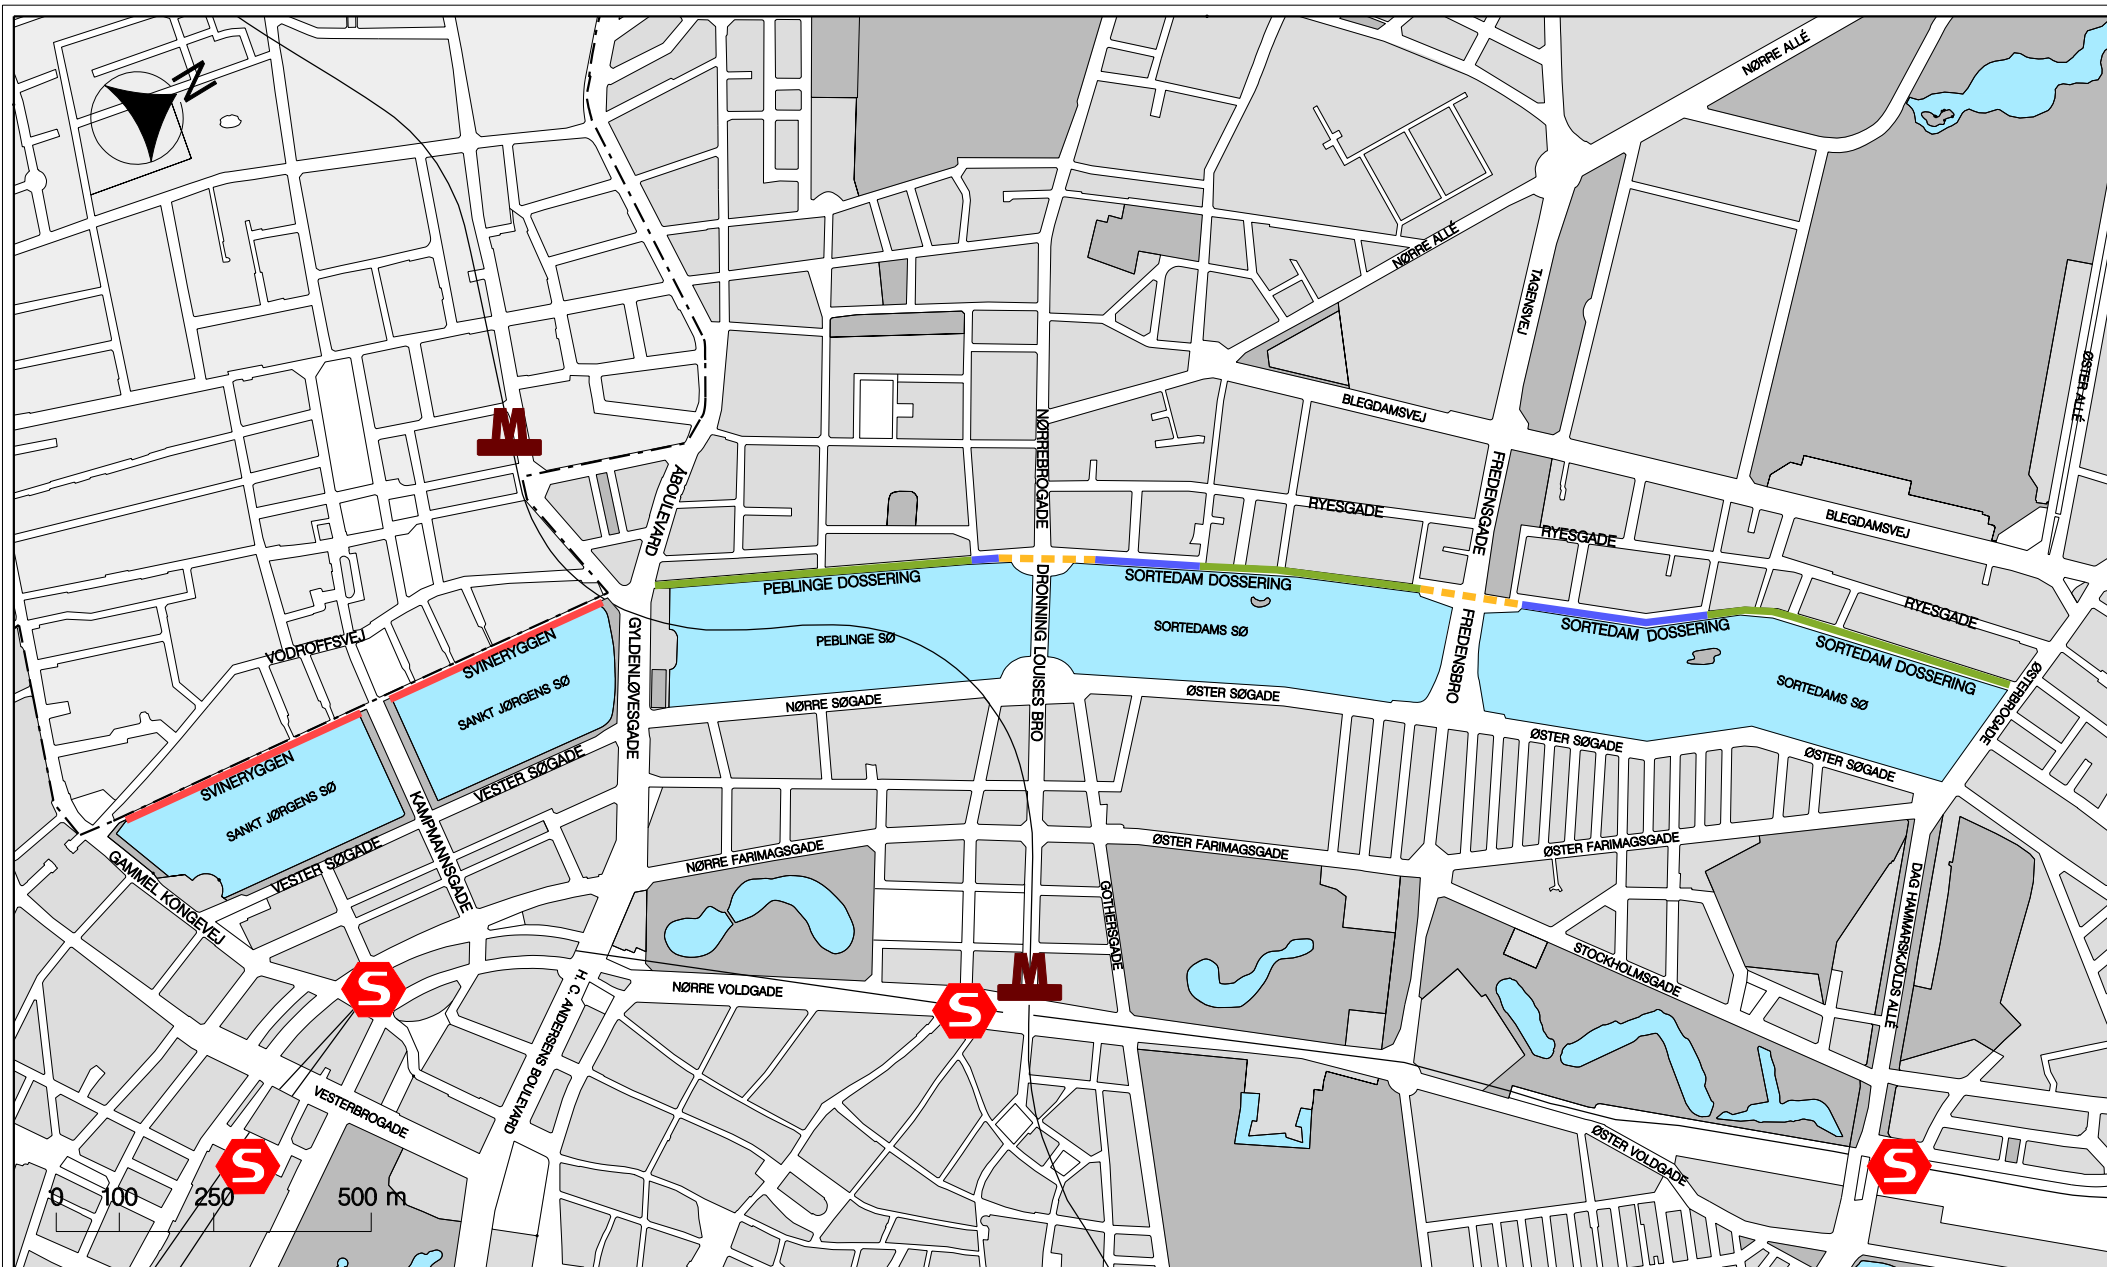 N
NØRRE ALLÉ
NØRRE ALLÉ
TAGENSVEJ
ØSTER ALLÉ
BLEGDAMSVEJ
M
NØRREBROGADE
ÅBOULEVARD
FREDENSGADE
RYESGADE
BLEGDAMSVEJ
RYESGADE
PEBLINGE DOSSERING
SORTEDAM DOSSERING
RYESGADE
VODROFFSVEJ
SVINERYGGEN
GYLDENLØVESGADE
PEBLINGE SØ
DRONNING LOUISES BRO
SORTEDAMS SØ
FREDENSBRO
SORTEDAM DOSSERING
SORTEDAM DOSSERING
SANKT JØRGENS SØ
NØRRE SØGADE
ØSTER SØGADE
SORTEDAMS SØ
ØSTERBROGADE
SVINERYGGEN
VESTER SØGADE
ØSTER SØGADE
ØSTER SØGADE
SANKT JØRGENS SØ
KAMPMANNSGADE
VESTER SØGADE
NØRRE FARIMAGSGADE
ØSTER FARIMAGSGADE
ØSTER FARIMAGSGADE
GAMMEL KONGEVEJ
GOTHERSGADE
DAG HAMMARSKJÖLDS ALLÉ
STOCKHOLMSGADE
S
NØRRE VOLDGADE
S
M
H. C. ANDERSENS BOULEVARD
VESTERBROGADE
ØSTER VOLDGADE
S
S
0 100 250 500 m